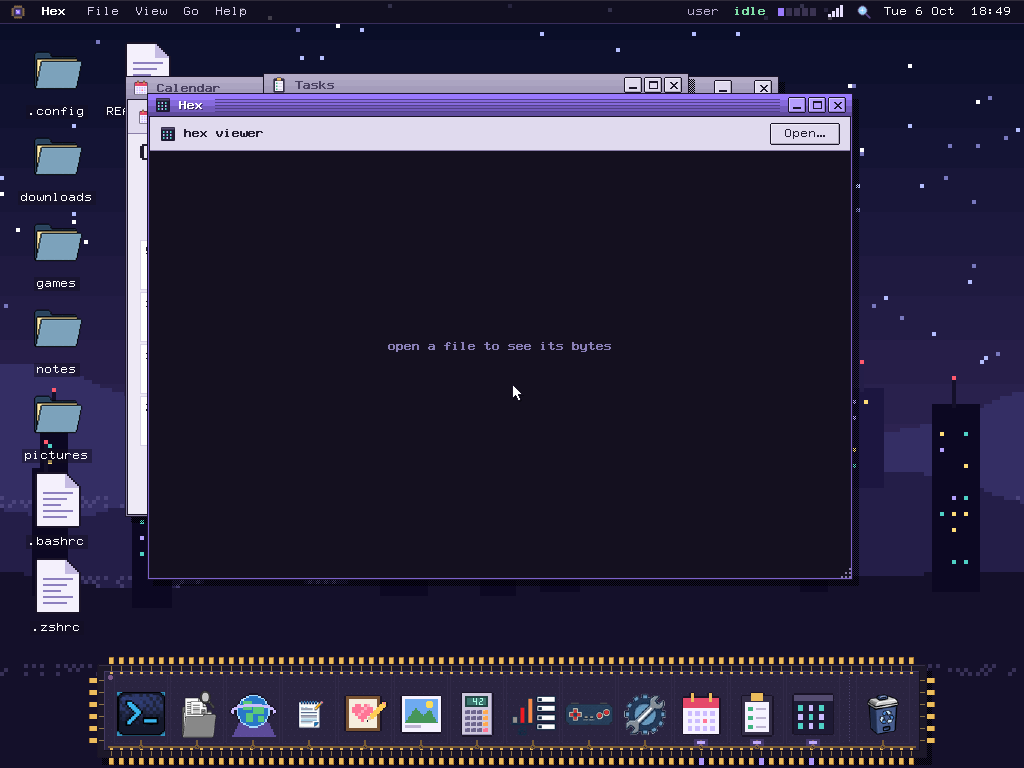 Hex File View Go Help user idle Tue 6 Oct 18:49
Calendar
Tasks
Hex
hex viewer
Open…
open a file to see its bytes
.config
downloads
games
notes
pictures
.bashrc
.zshrc
42